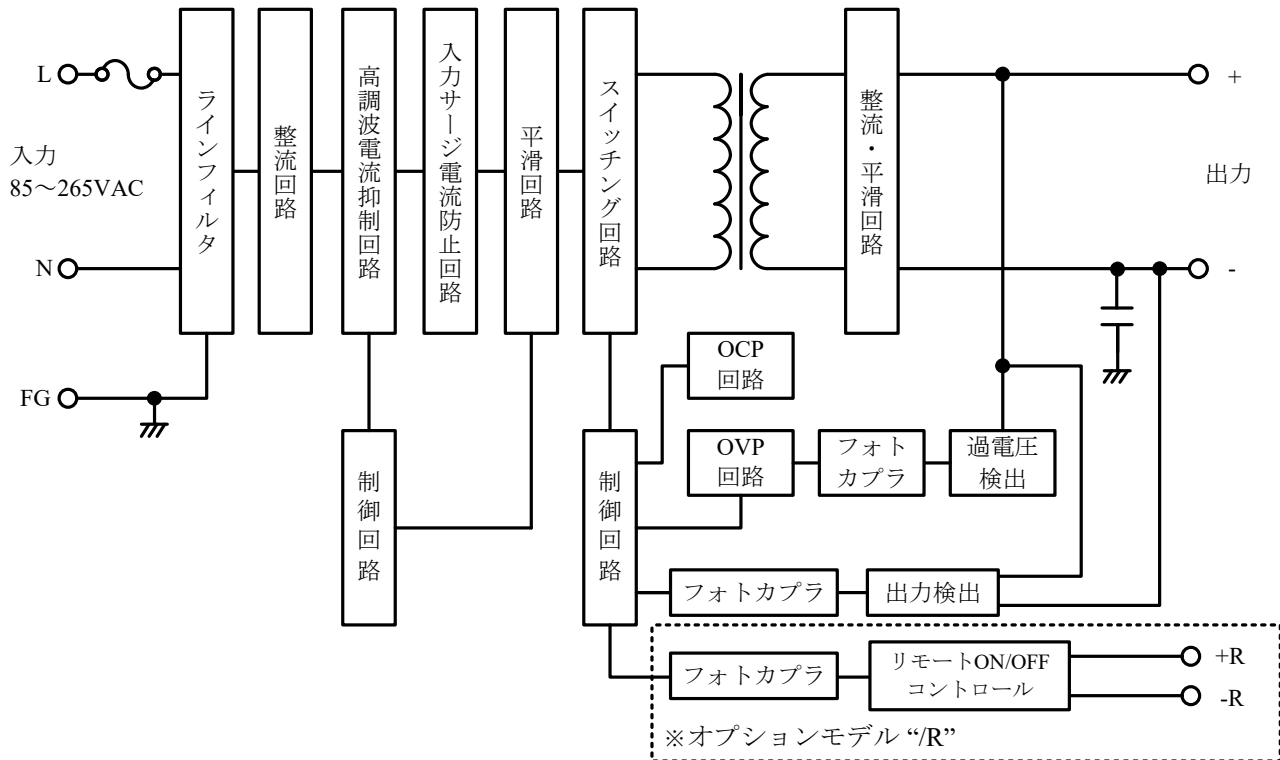 L
入力
85～265VAC
N
FG
ラインフィルタ
整流回路
高調波電流抑制回路
入力サージ電流防止回路
平滑回路
スイッチング回路
整流・平滑回路
+
出力
-
制御回路
制御回路
OCP
回路
OVP
回路
フォト
カプラ
過電圧
検出
フォトカプラ
出力検出
フォトカプラ
リモートON/OFF
コントロール
+R
-R
※オプションモデル “/R”